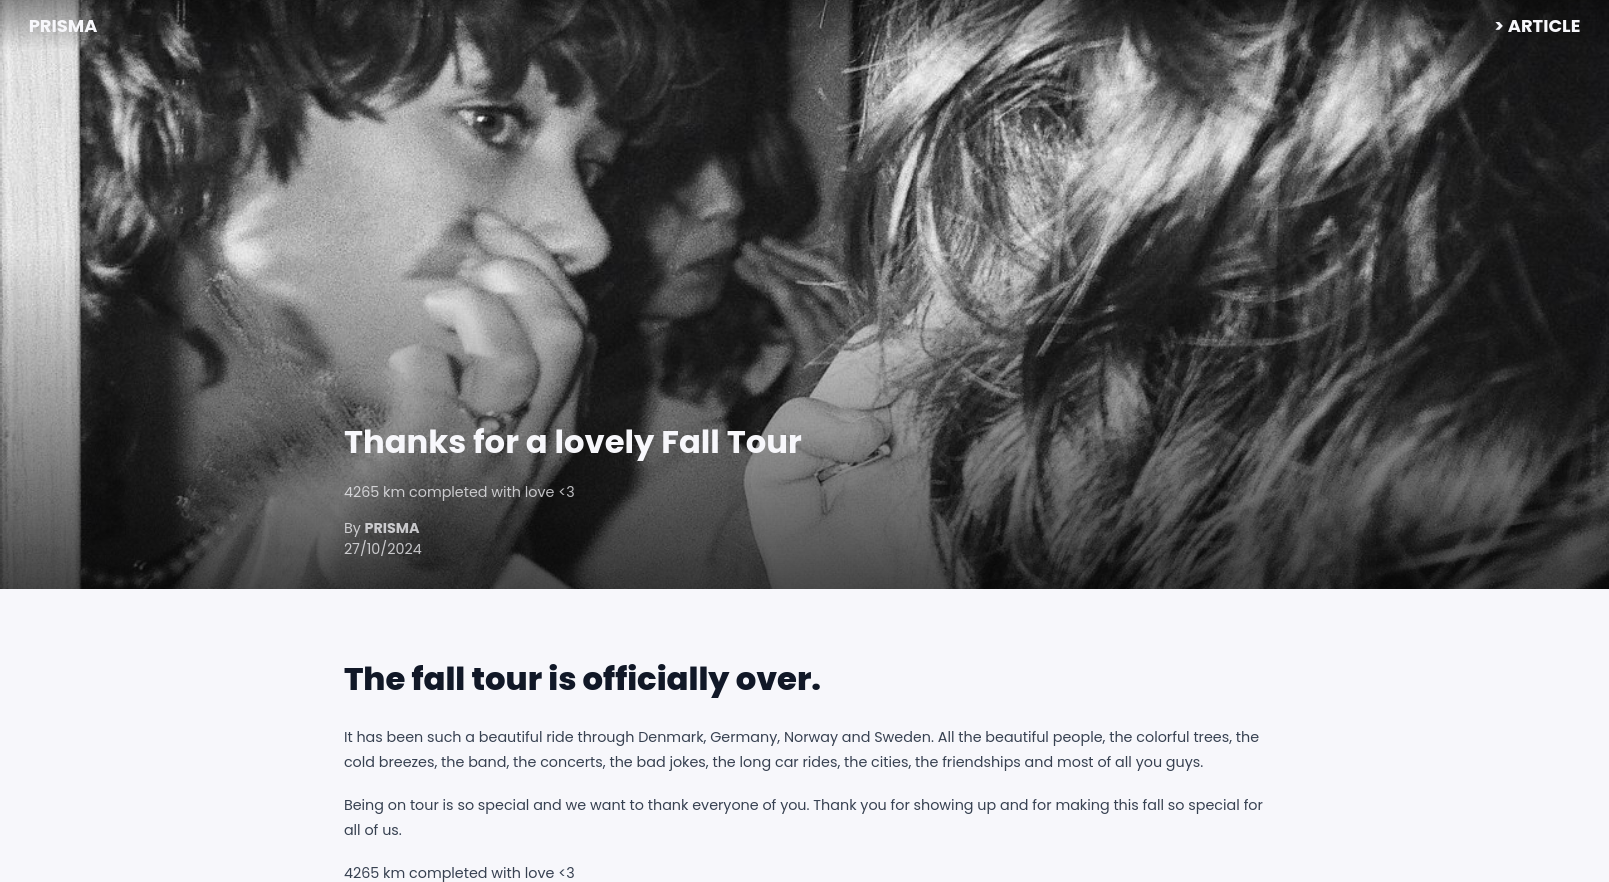 PRISMA
> ARTICLE
Thanks for a lovely Fall Tour
4265 km completed with love <3
By PRISMA
27/10/2024
The fall tour is officially over.
It has been such a beautiful ride through Denmark, Germany, Norway and Sweden. All the beautiful people, the colorful trees, the
cold breezes, the band, the concerts, the bad jokes, the long car rides, the cities, the friendships and most of all you guys.
Being on tour is so special and we want to thank everyone of you. Thank you for showing up and for making this fall so special for
all of us.
4265 km completed with love <3